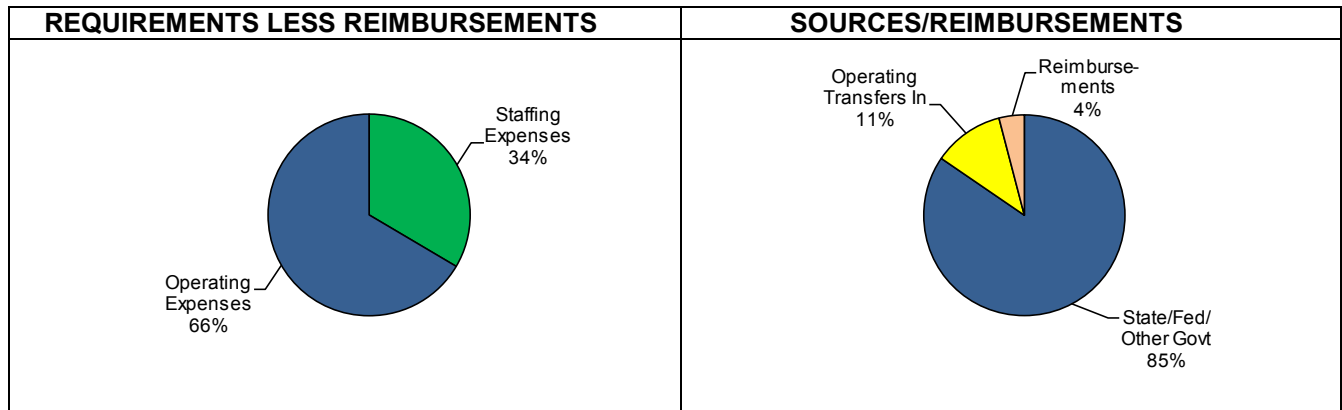 REQUIREMENTS LESS REIMBURSEMENTS
Staffing
Expenses
34%
Operating
Expenses
66%
SOURCES/REIMBURSEMENTS
Reimburse-
ments
4%
Operating
Transfers In
11%
State/Fed/
Other Govt
85%